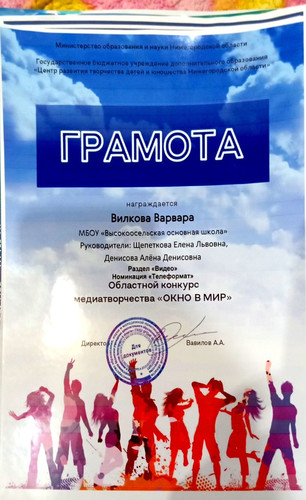 Министерство образования и науки Нижегородской области
Государственное бюджетное учреждение дополнительного образования
«Центр развития творчества детей и юношества Нижегородской области»
ГРАМОТА
награждается
Вилкова Варвара
МБОУ «Высокоосельская основная школа»
Руководители: Щепеткова Елена Львовна,
Денисова Алёна Денисовна
Раздел «Видео»
Номинация «Телеформат»
Областной конкурс
медиатворчества «ОКНО В МИР»
Директор Вавилов А.А.
Для
документов